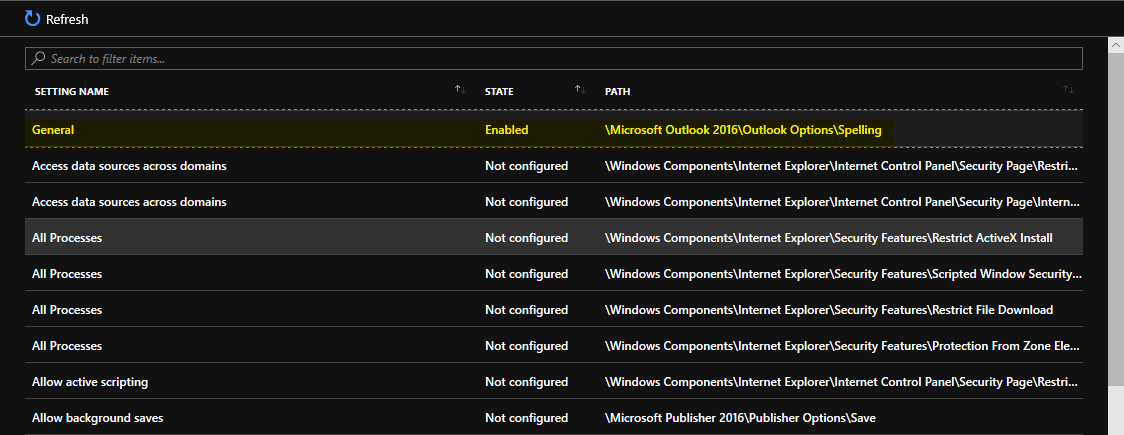 Refresh
Search to filter items...
SETTING NAME STATE PATH
General Enabled \Microsoft Outlook 2016\Outlook Options\Spelling
Access data sources across domains Not configured \Windows Components\Internet Explorer\Internet Control Panel\Security Page\Restri...
Access data sources across domains Not configured \Windows Components\Internet Explorer\Internet Control Panel\Security Page\Intern...
All Processes Not configured \Windows Components\Internet Explorer\Security Features\Restrict ActiveX Install
All Processes Not configured \Windows Components\Internet Explorer\Security Features\Scripted Window Security...
All Processes Not configured \Windows Components\Internet Explorer\Security Features\Restrict File Download
All Processes Not configured \Windows Components\Internet Explorer\Security Features\Protection From Zone Ele...
Allow active scripting Not configured \Windows Components\Internet Explorer\Internet Control Panel\Security Page\Restri...
Allow background saves Not configured \Microsoft Publisher 2016\Publisher Options\Save